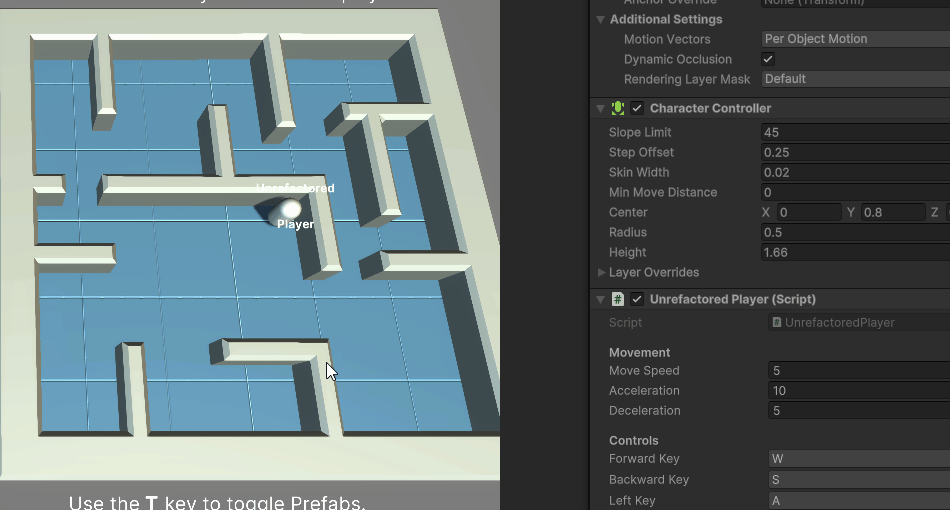 Unrefactored
Player
Use the T key to toggle Prefabs.
None (Transform)
Additional Settings
Motion Vectors Per Object Motion
Dynamic Occlusion
Rendering Layer Mask Default
Character Controller
Slope Limit 45
Step Offset 0.25
Skin Width 0.02
Min Move Distance 0
Center X 0 Y 0.8 Z
Radius 0.5
Height 1.66
Layer Overrides
# Unrefactored Player (Script)
Script # UnrefactoredPlayer
Movement
Move Speed 5
Acceleration 10
Deceleration 5
Controls
Forward Key W
Backward Key S
Left Key A